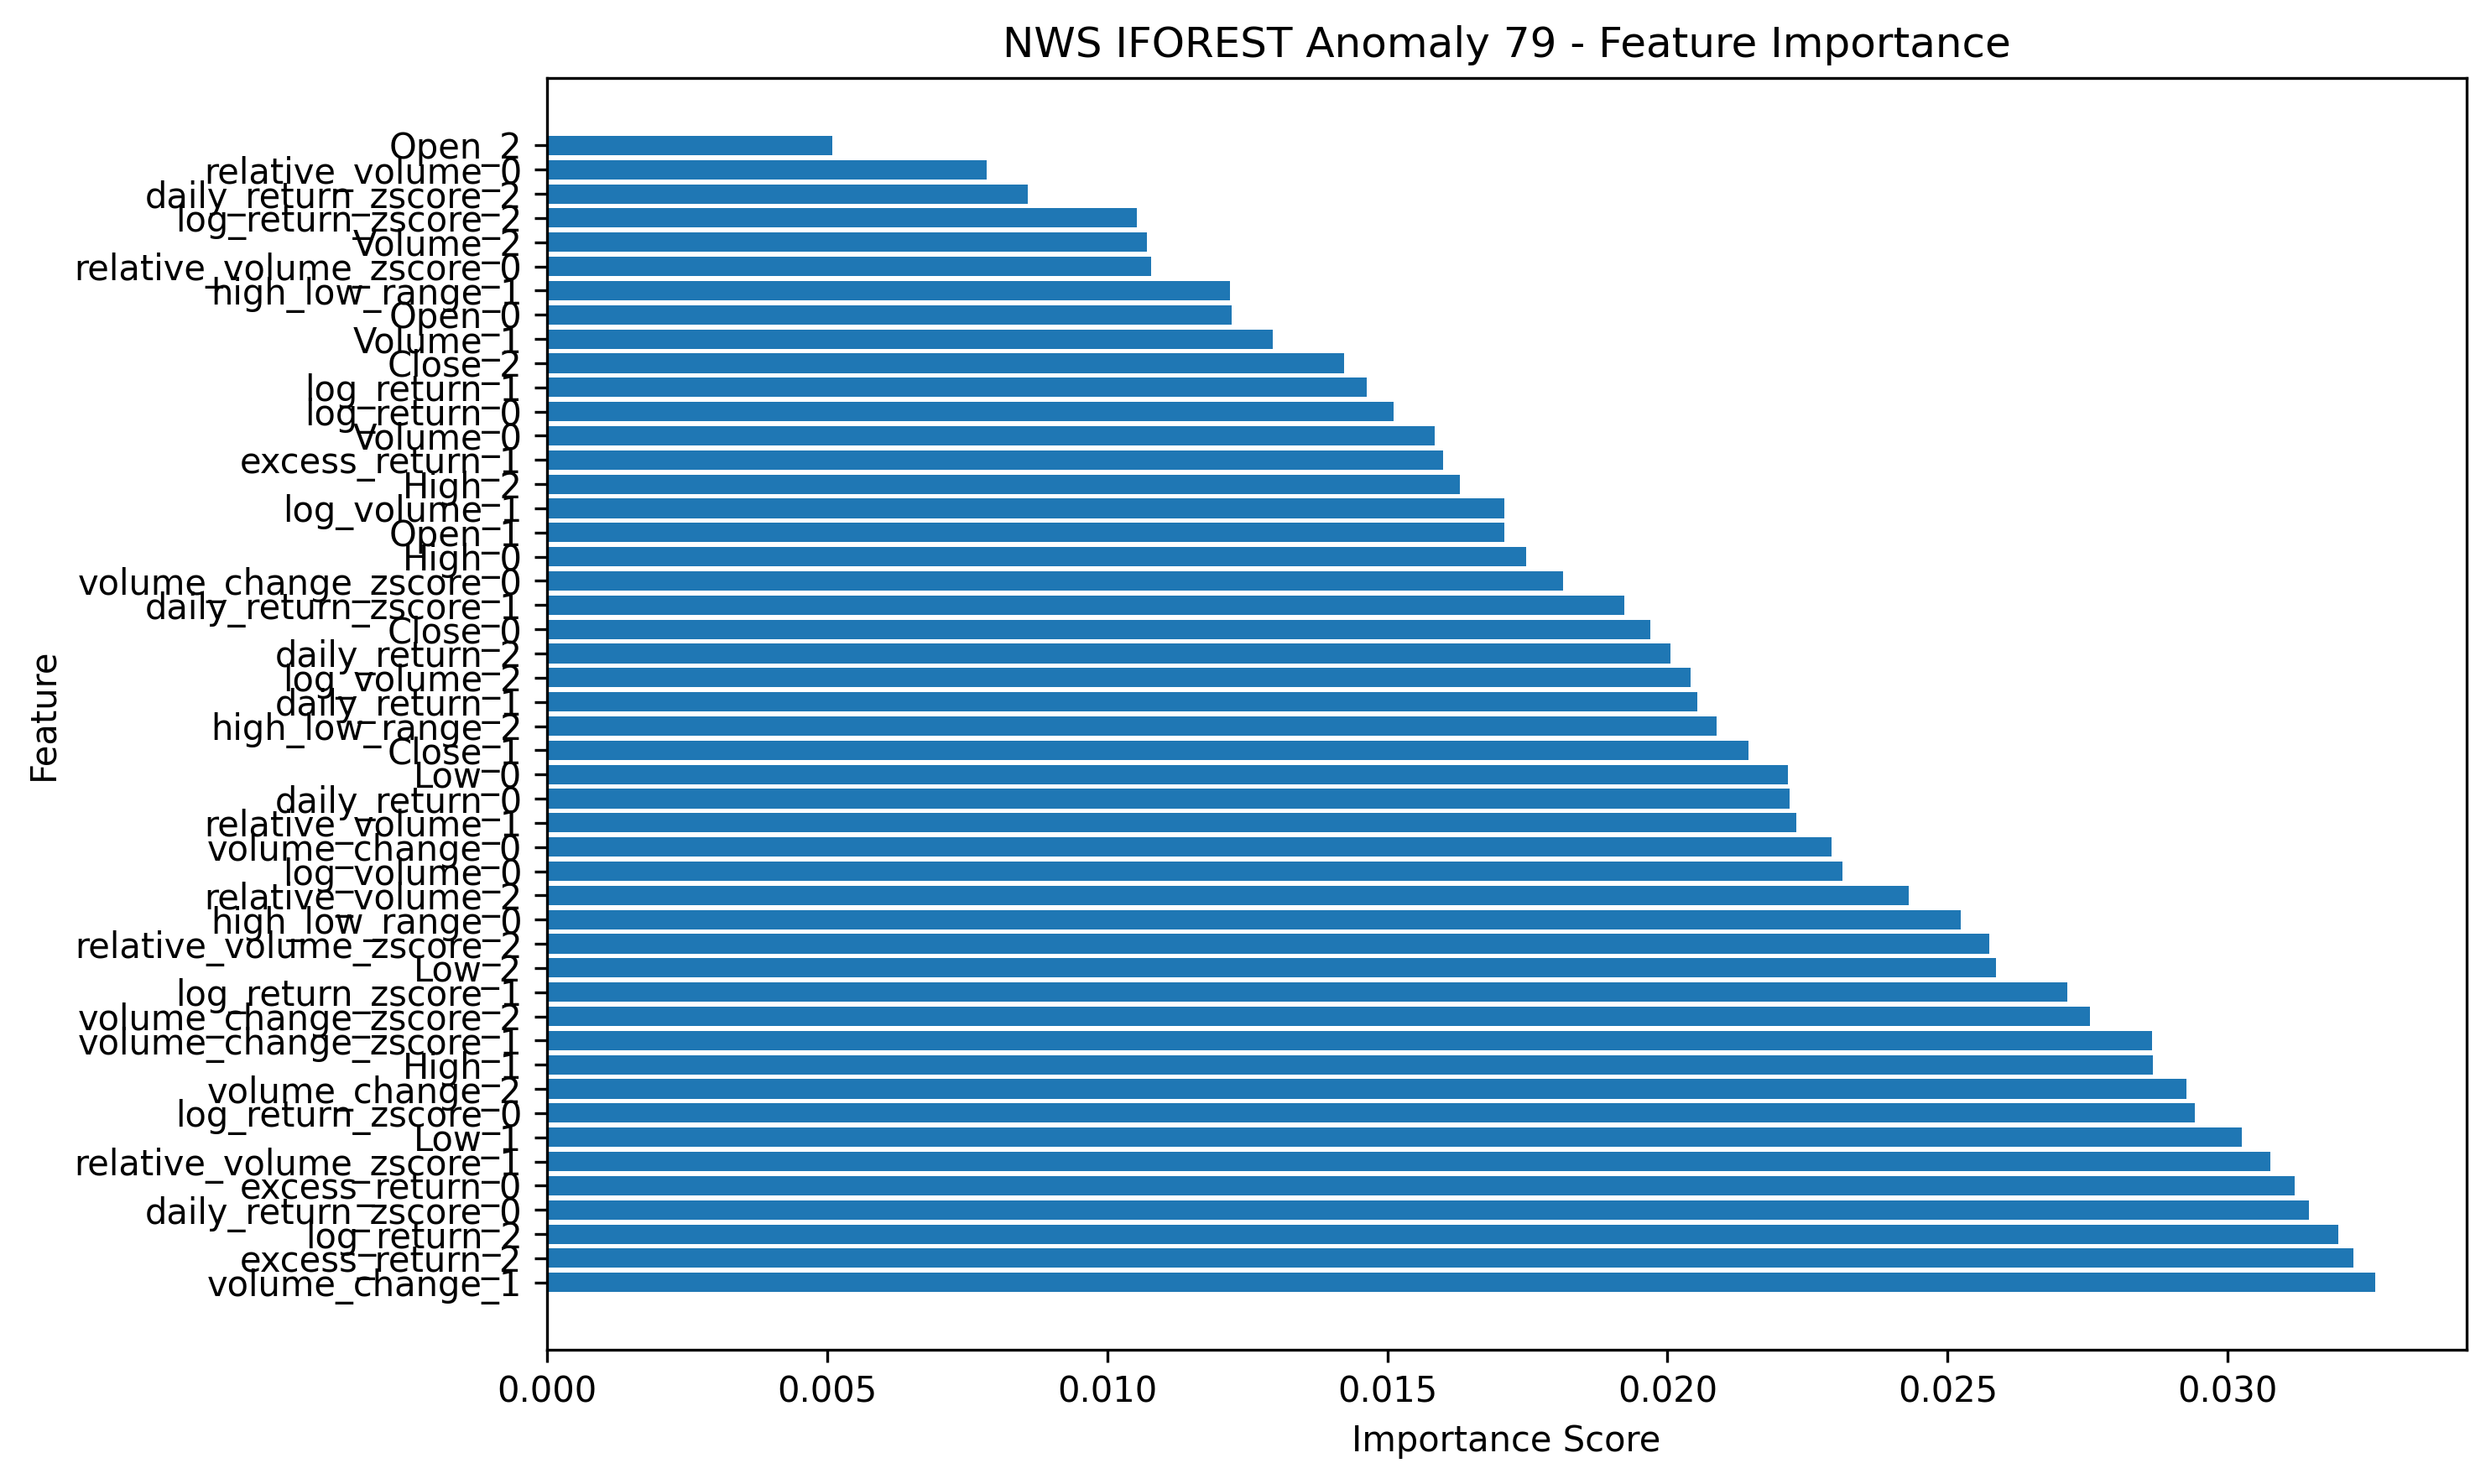 NWS IFOREST Anomaly 79 - Feature Importance
Open_2
relative_volume_0
daily_return_zscore_2
log_return_zscore_2
Volume_2
relative_volume_zscore_0
high_low_range_1
Open_0
Volume_1
Close_2
log_return_1
log_return_0
Volume_0
excess_return_1
High_2
log_volume_1
Open_1
High_0
volume_change_zscore_0
daily_return_zscore_1
Close_0
daily_return_2
log_volume_2
daily_return_1
high_low_range_2
Close_1
Low_0
daily_return_0
relative_volume_1
volume_change_0
log_volume_0
relative_volume_2
high_low_range_0
relative_volume_zscore_2
Low_2
log_return_zscore_1
volume_change_zscore_2
volume_change_zscore_1
High_1
volume_change_2
log_return_zscore_0
Low_1
relative_volume_zscore_1
excess_return_0
daily_return_zscore_0
log_return_2
excess_return_2
volume_change_1
Feature
0.000 0.005 0.010 0.015 0.020 0.025 0.030
Importance Score